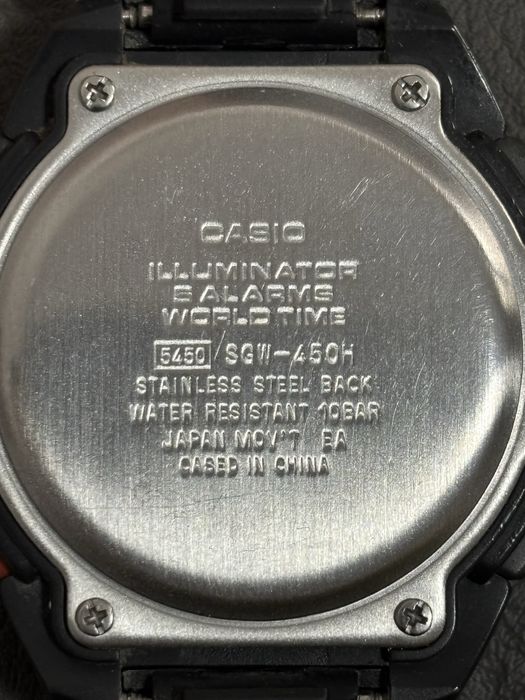 CASIO
ILLUMINATOR
5 ALARMS
WORLD TIME
5450 / SGW-450H
STAINLESS STEEL BACK
WATER RESISTANT 10BAR
JAPAN MOV'T EA
CASED IN CHINA